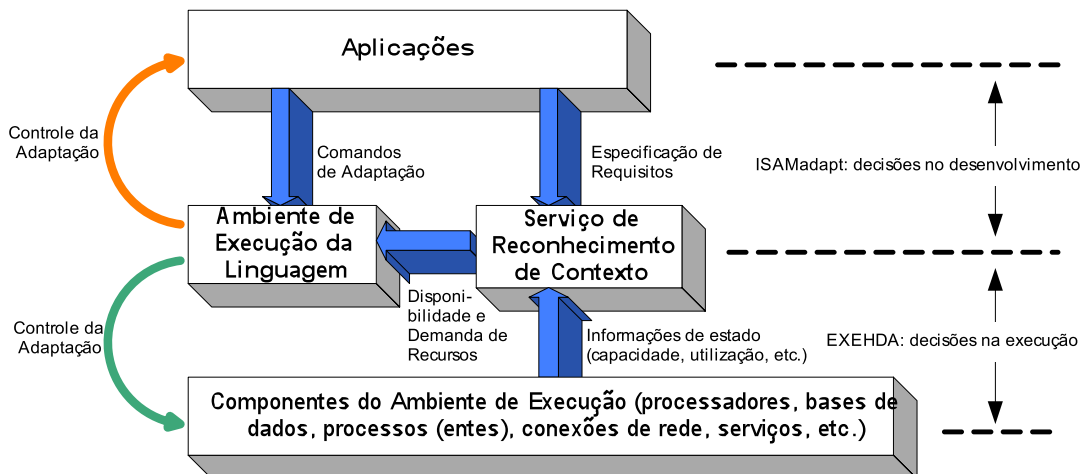 Aplicações
Controle da
Adaptação
Comandos
de Adaptação
Especificação de
Requisitos
ISAMadapt: decisões no desenvolvimento
Ambiente de
Execução da
Linguagem
Serviço de
Reconhecimento
de Contexto
Disponi-
bilidade e
Demanda de
Recursos
Controle da
Adaptação
Informações de estado
(capacidade, utilização, etc.)
EXEHDA: decisões na execução
Componentes do Ambiente de Execução (processadores, bases de
dados, processos (entes), conexões de rede, serviços, etc.)